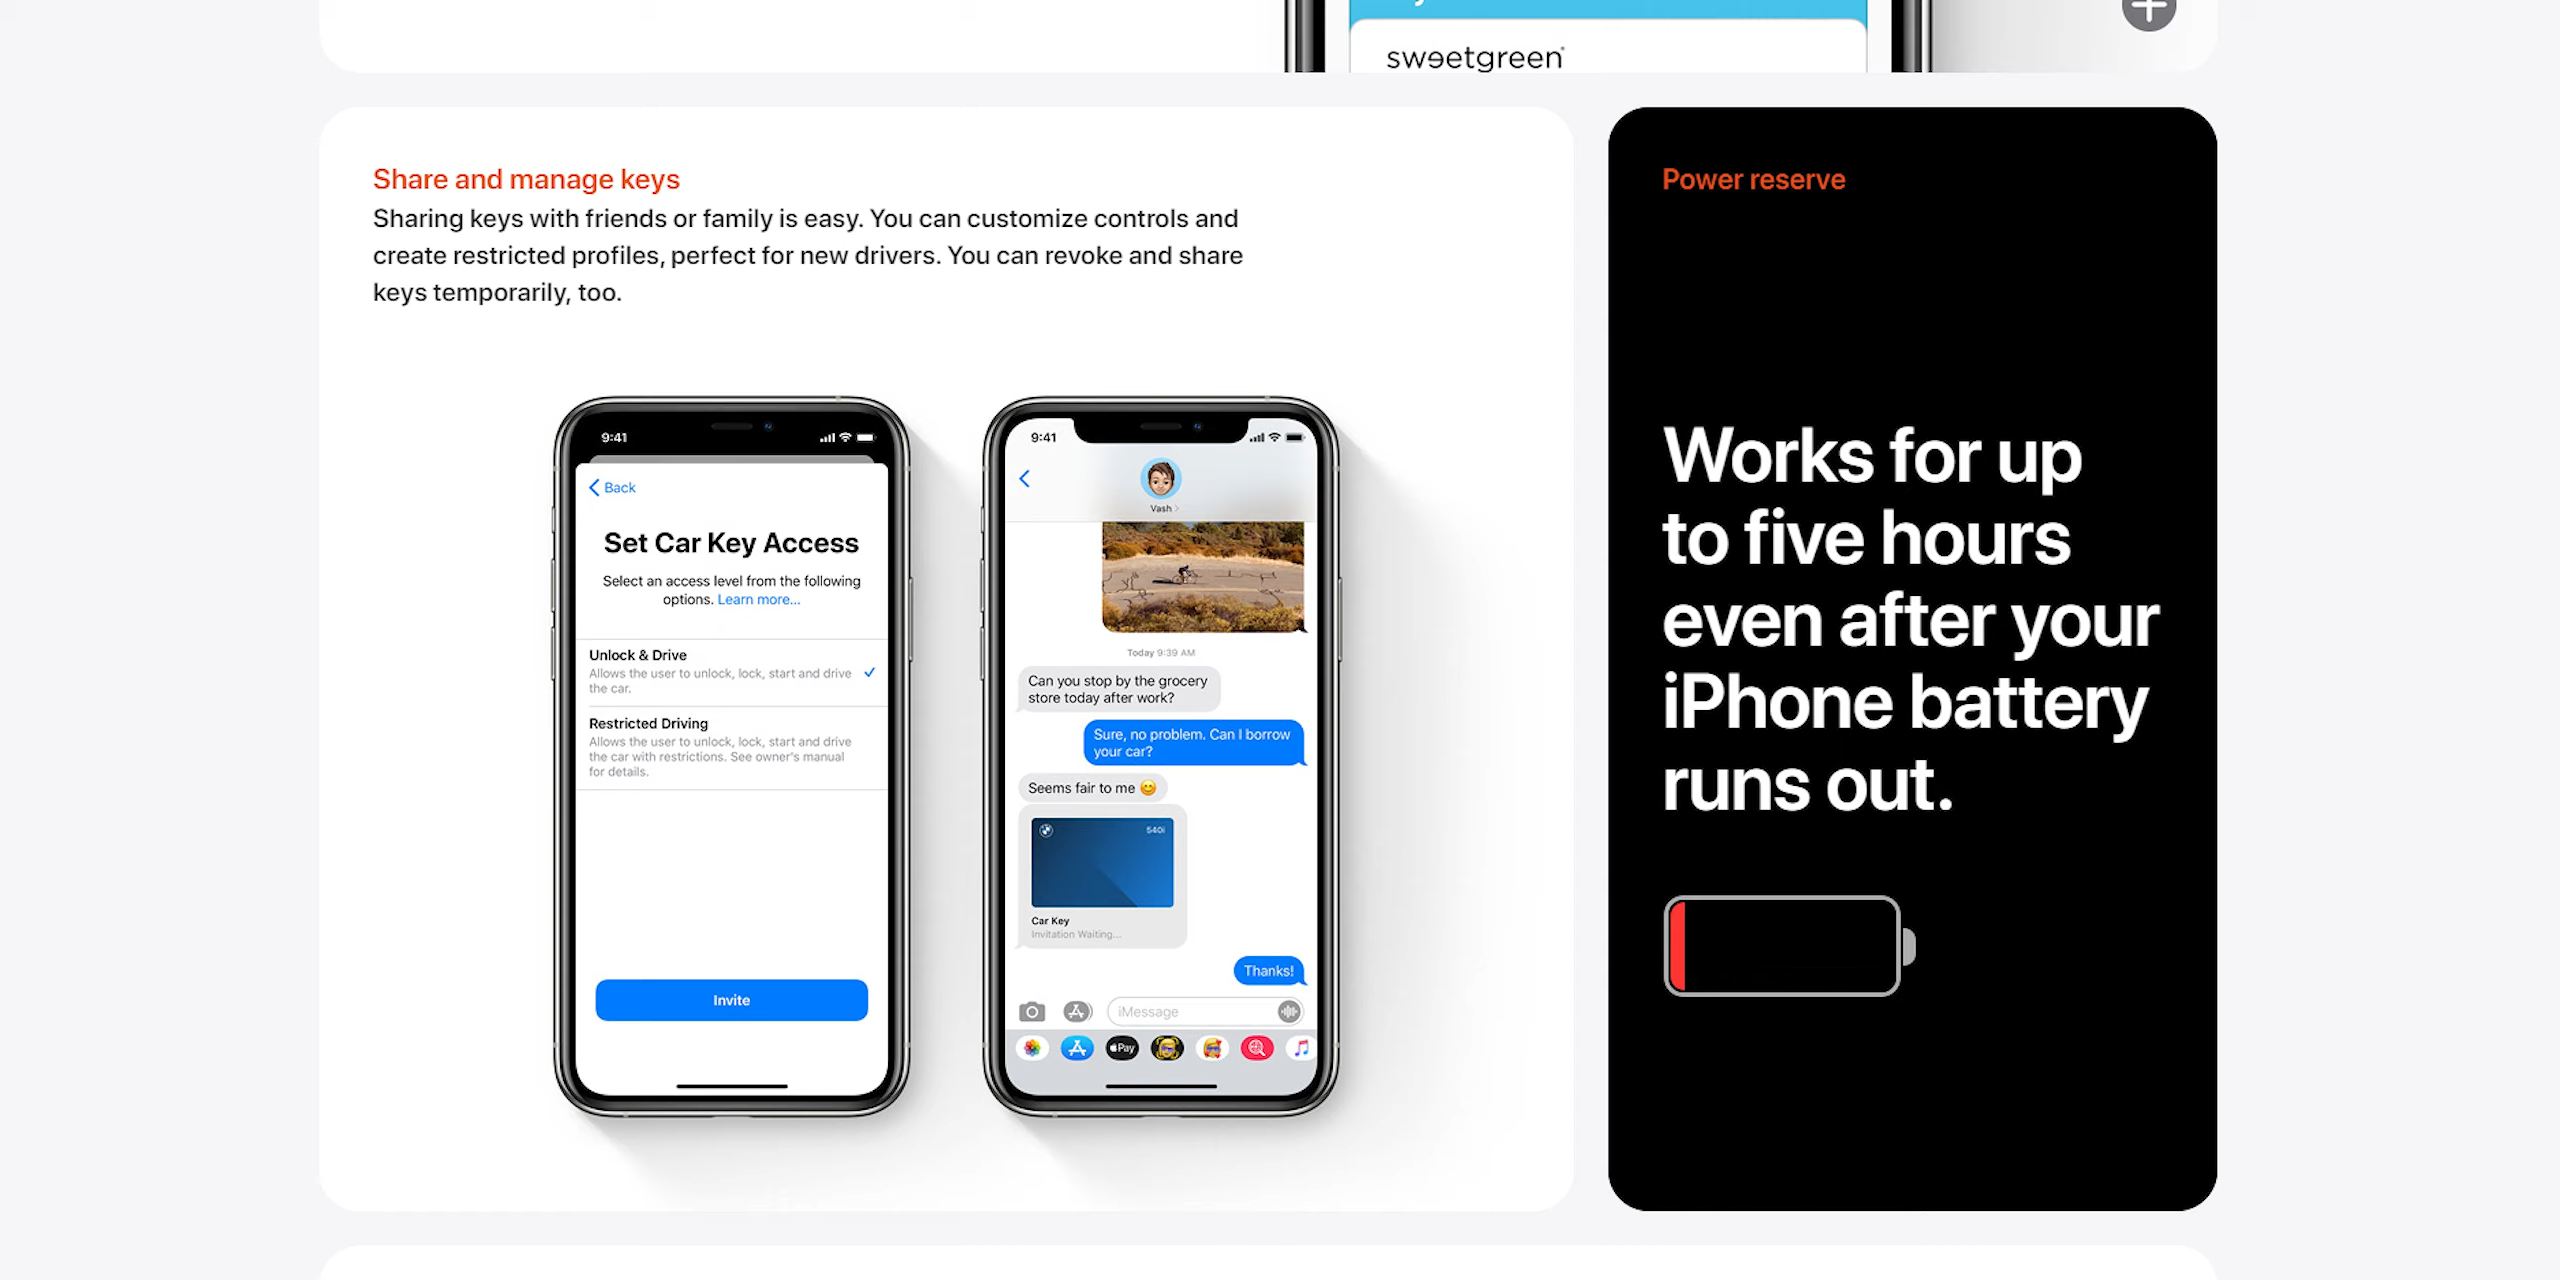 sweetgreen
Share and manage keys
Sharing keys with friends or family is easy. You can customize controls and
create restricted profiles, perfect for new drivers. You can revoke and share
keys temporarily, too.
9:41
Back
Set Car Key Access
Select an access level from the following
options. Learn more...
Unlock & Drive
Allows the user to unlock, lock, start and drive
the car.
Restricted Driving
Allows the user to unlock, lock, start and drive
the car with restrictions. See owner's manual
for details.
Invite
9:41
Vash
Today 9:39 AM
Can you stop by the grocery
store today after work?
Sure, no problem. Can I borrow
your car?
Seems fair to me 😊
540i
Car Key
Invitation Waiting...
Thanks!
iMessage
Pay
Power reserve
Works for up
to five hours
even after your
iPhone battery
runs out.